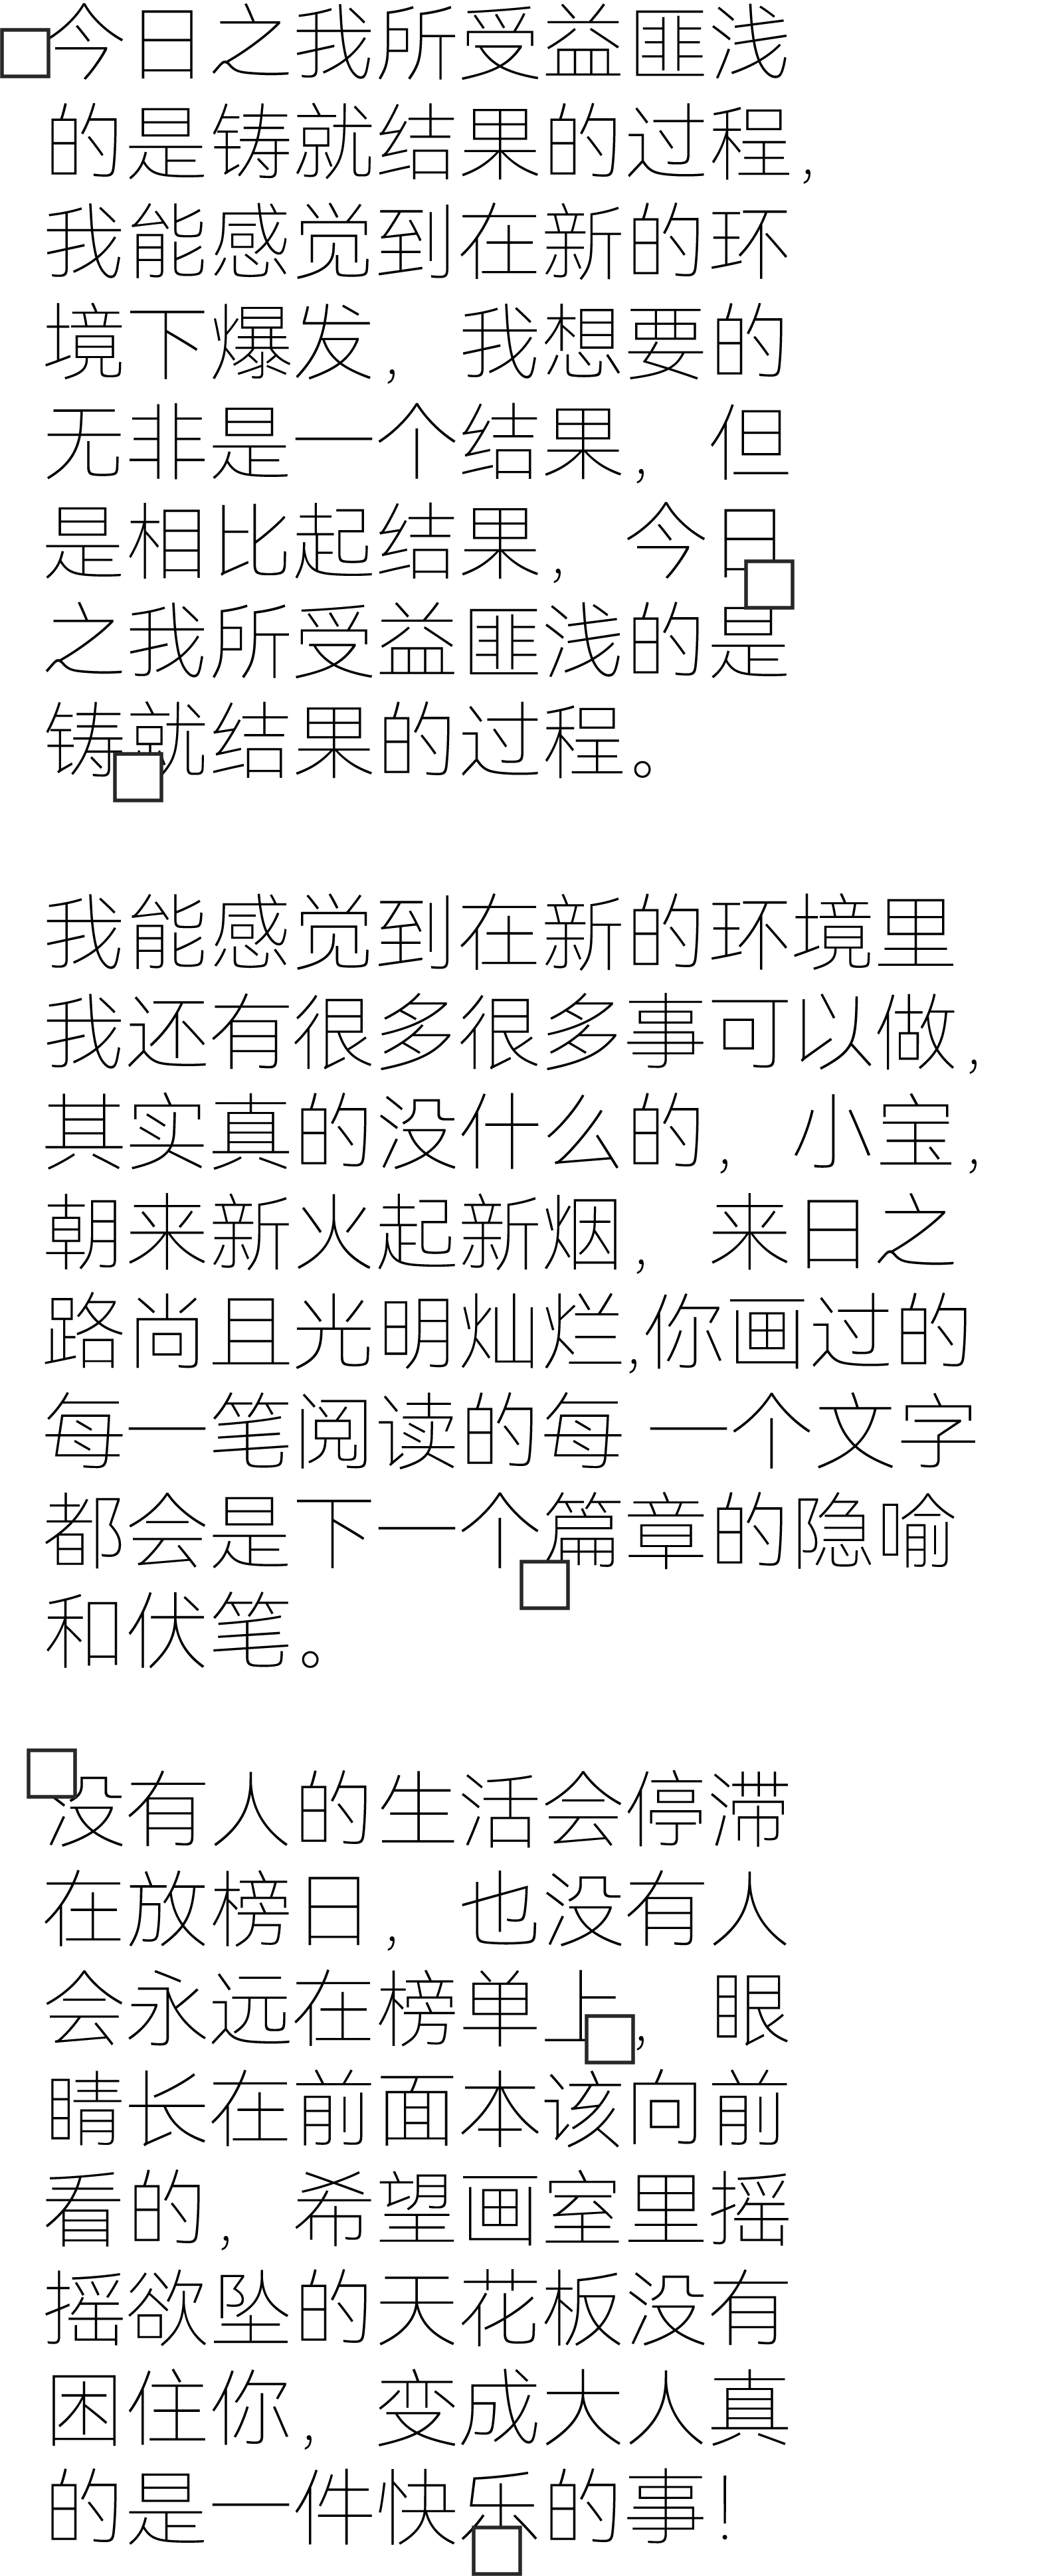 今日之我所受益匪浅
的是铸就结果的过程，
我能感觉到在新的环
境下爆发，我想要的
无非是一个结果，但
是相比起结果，今日
之我所受益匪浅的是
铸就结果的过程。
我能感觉到在新的环境里
我还有很多很多事可以做，
其实真的没什么的，小宝，
朝来新火起新烟，来日之
路尚且光明灿烂,你画过的
每一笔阅读的每 一个文字
都会是下一个篇章的隐喻
和伏笔。
没有人的生活会停滞
在放榜日，也没有人
会永远在榜单上，眼
睛长在前面本该向前
看的，希望画室里摇
摇欲坠的天花板没有
困住你，变成大人真
的是一件快乐的事！